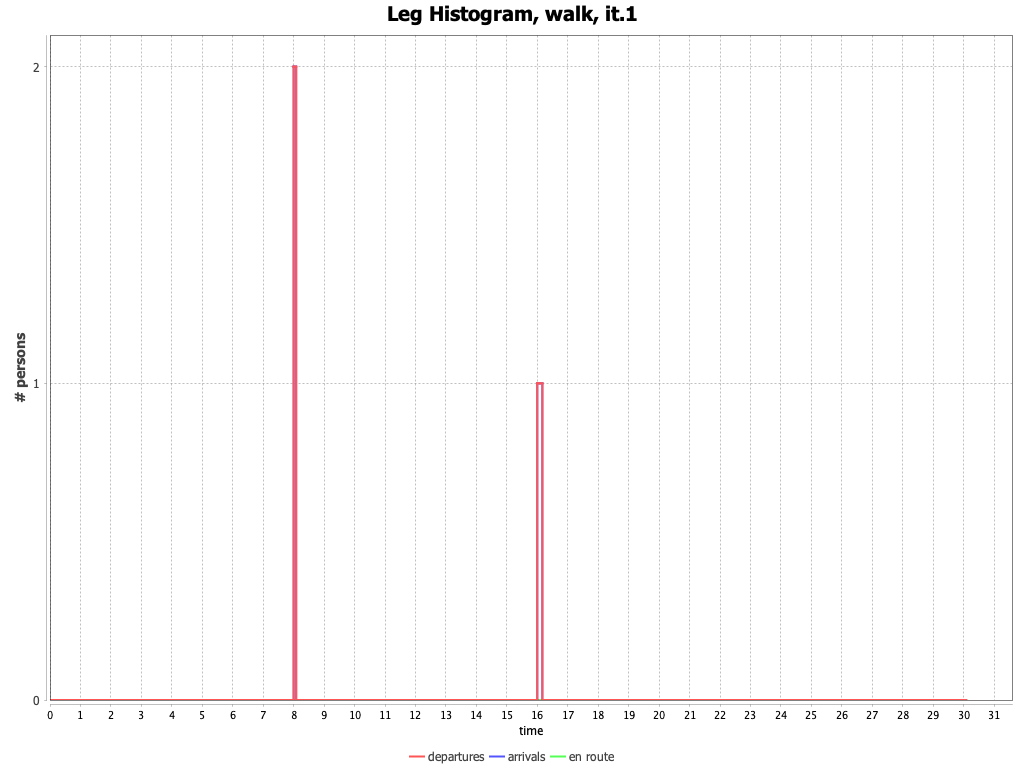 Leg Histogram, walk, it.1
# persons
2
1
0
0 1 2 3 4 5 6 7 8 9 10 11 12 13 14 15 16 17 18 19 20 21 22 23 24 25 26 27 28 29 30 31
time
departures arrivals en route